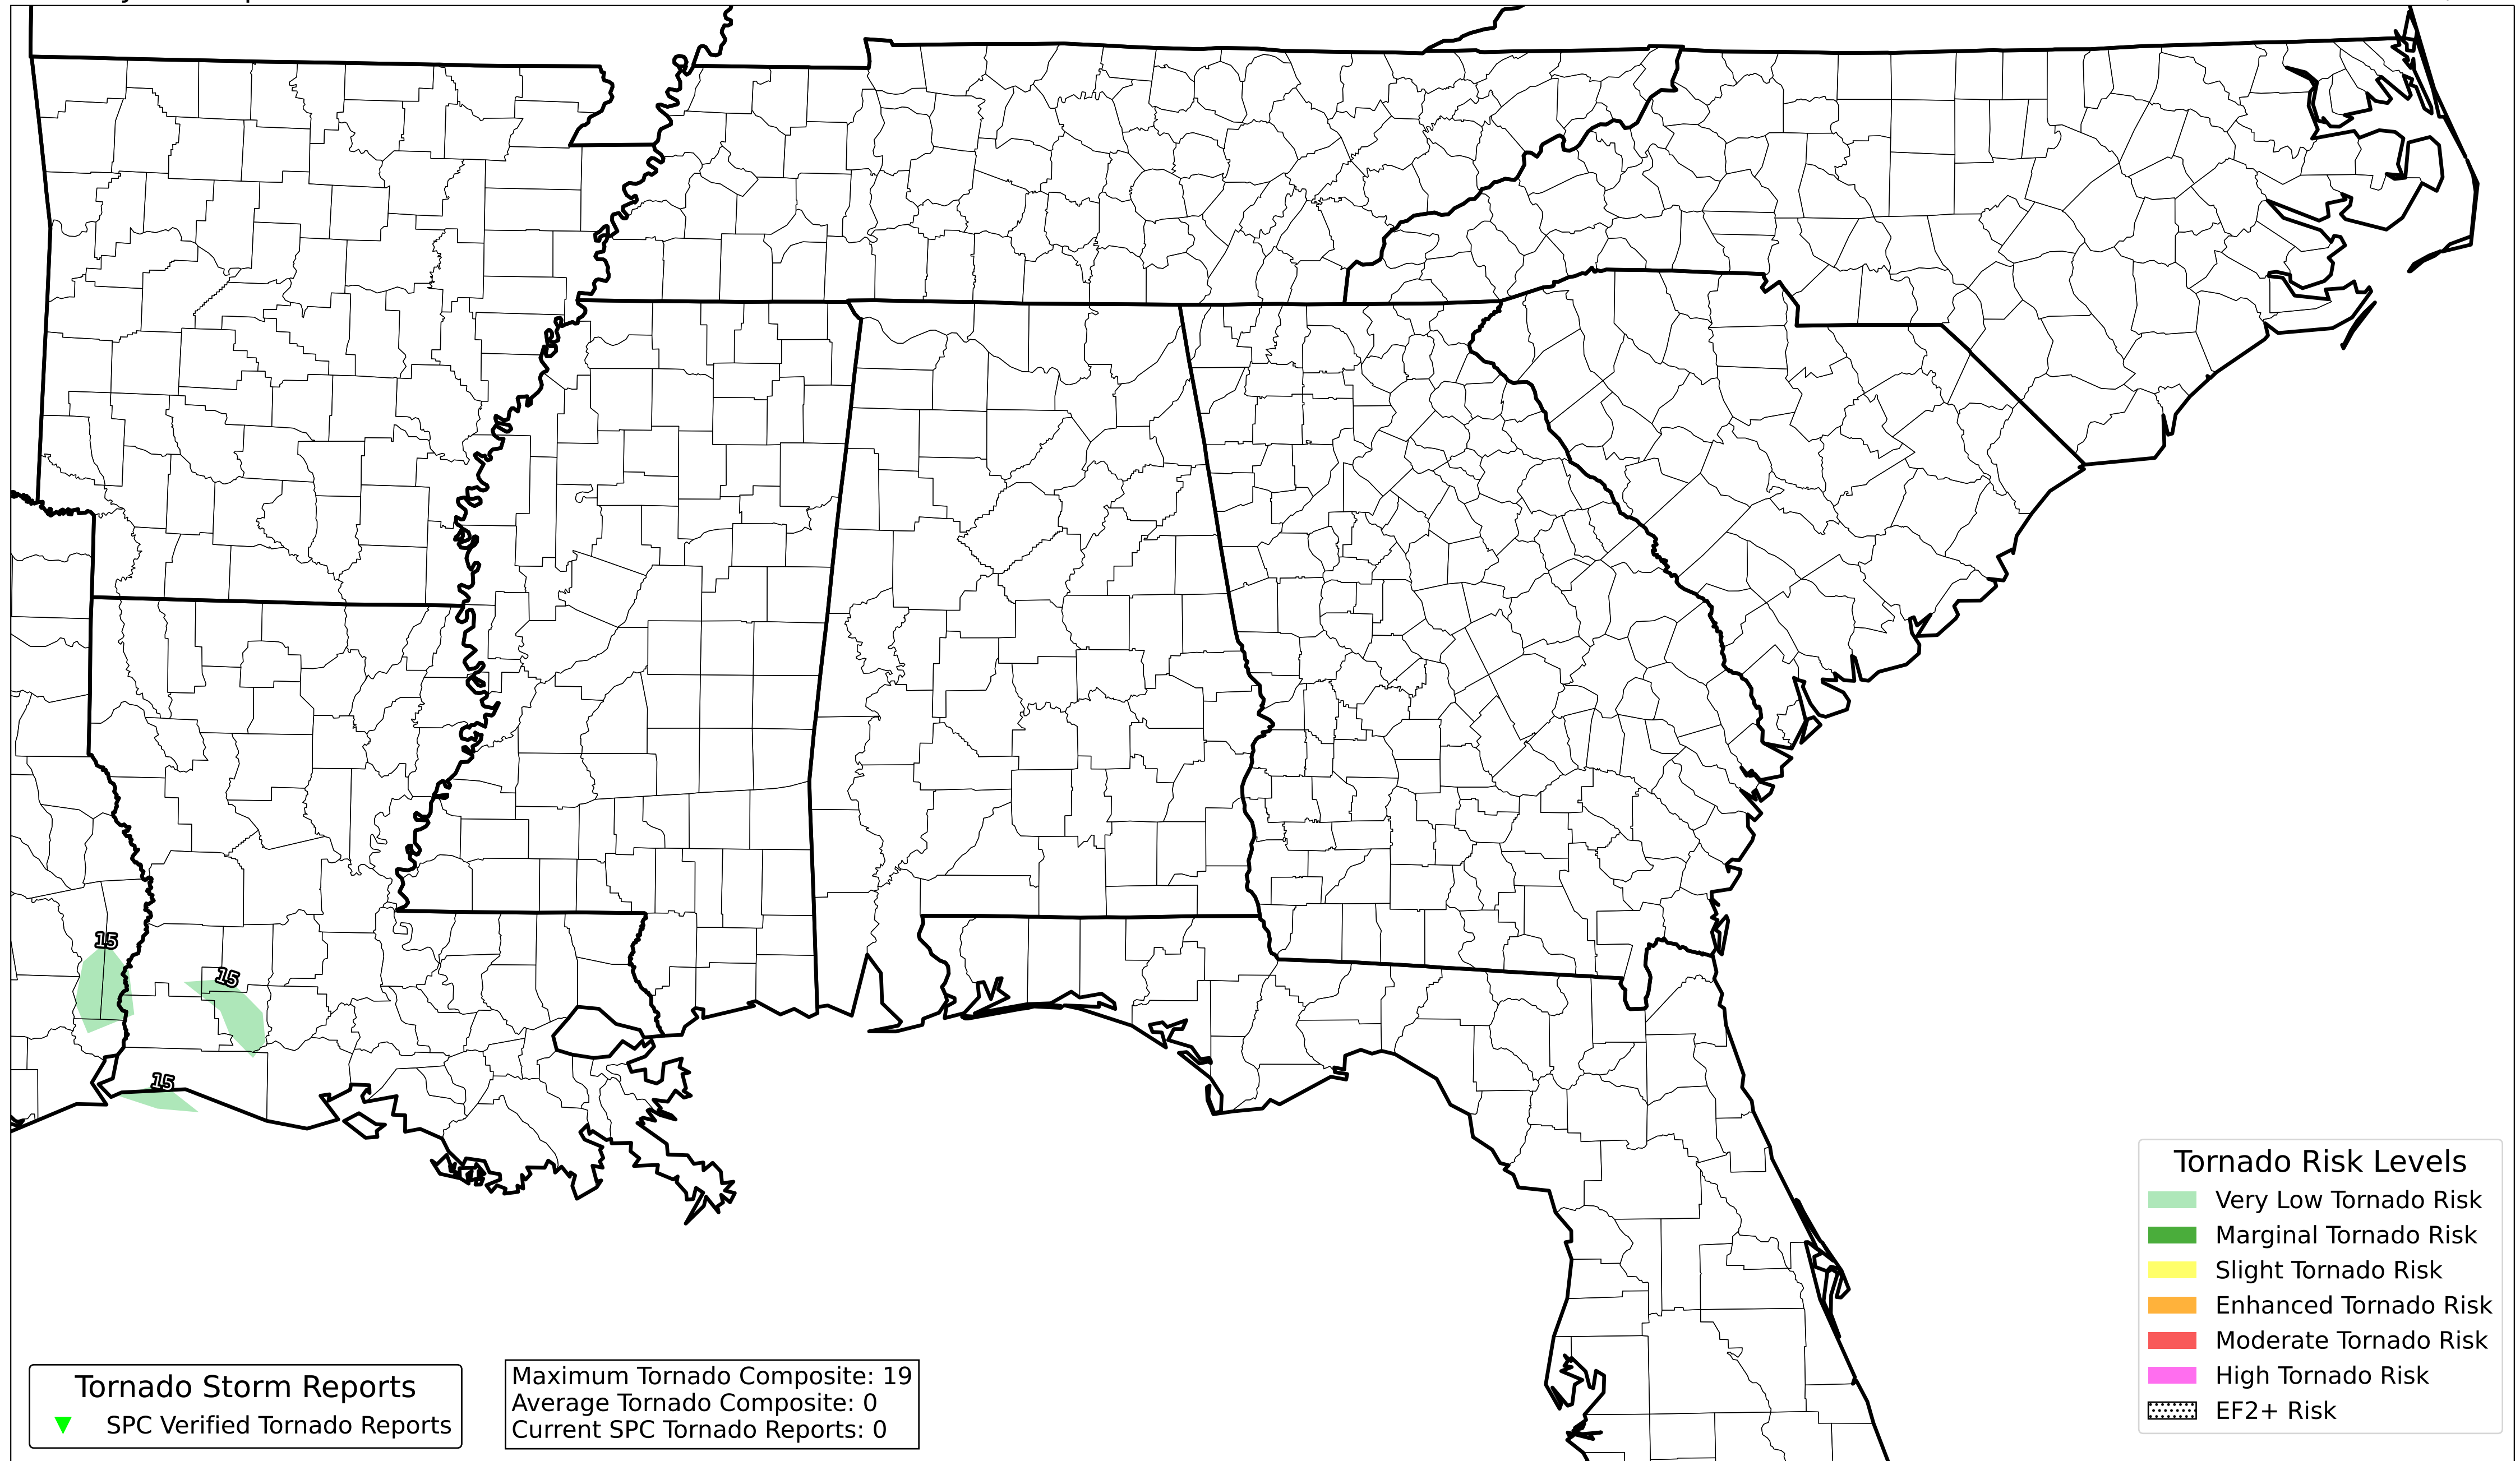 15
15
15
Tornado Risk Levels
Very Low Tornado Risk
Marginal Tornado Risk
Slight Tornado Risk
Enhanced Tornado Risk
Moderate Tornado Risk
High Tornado Risk
EF2+ Risk
Tornado Storm Reports
SPC Verified Tornado Reports
Maximum Tornado Composite: 19
Average Tornado Composite: 0
Current SPC Tornado Reports: 0